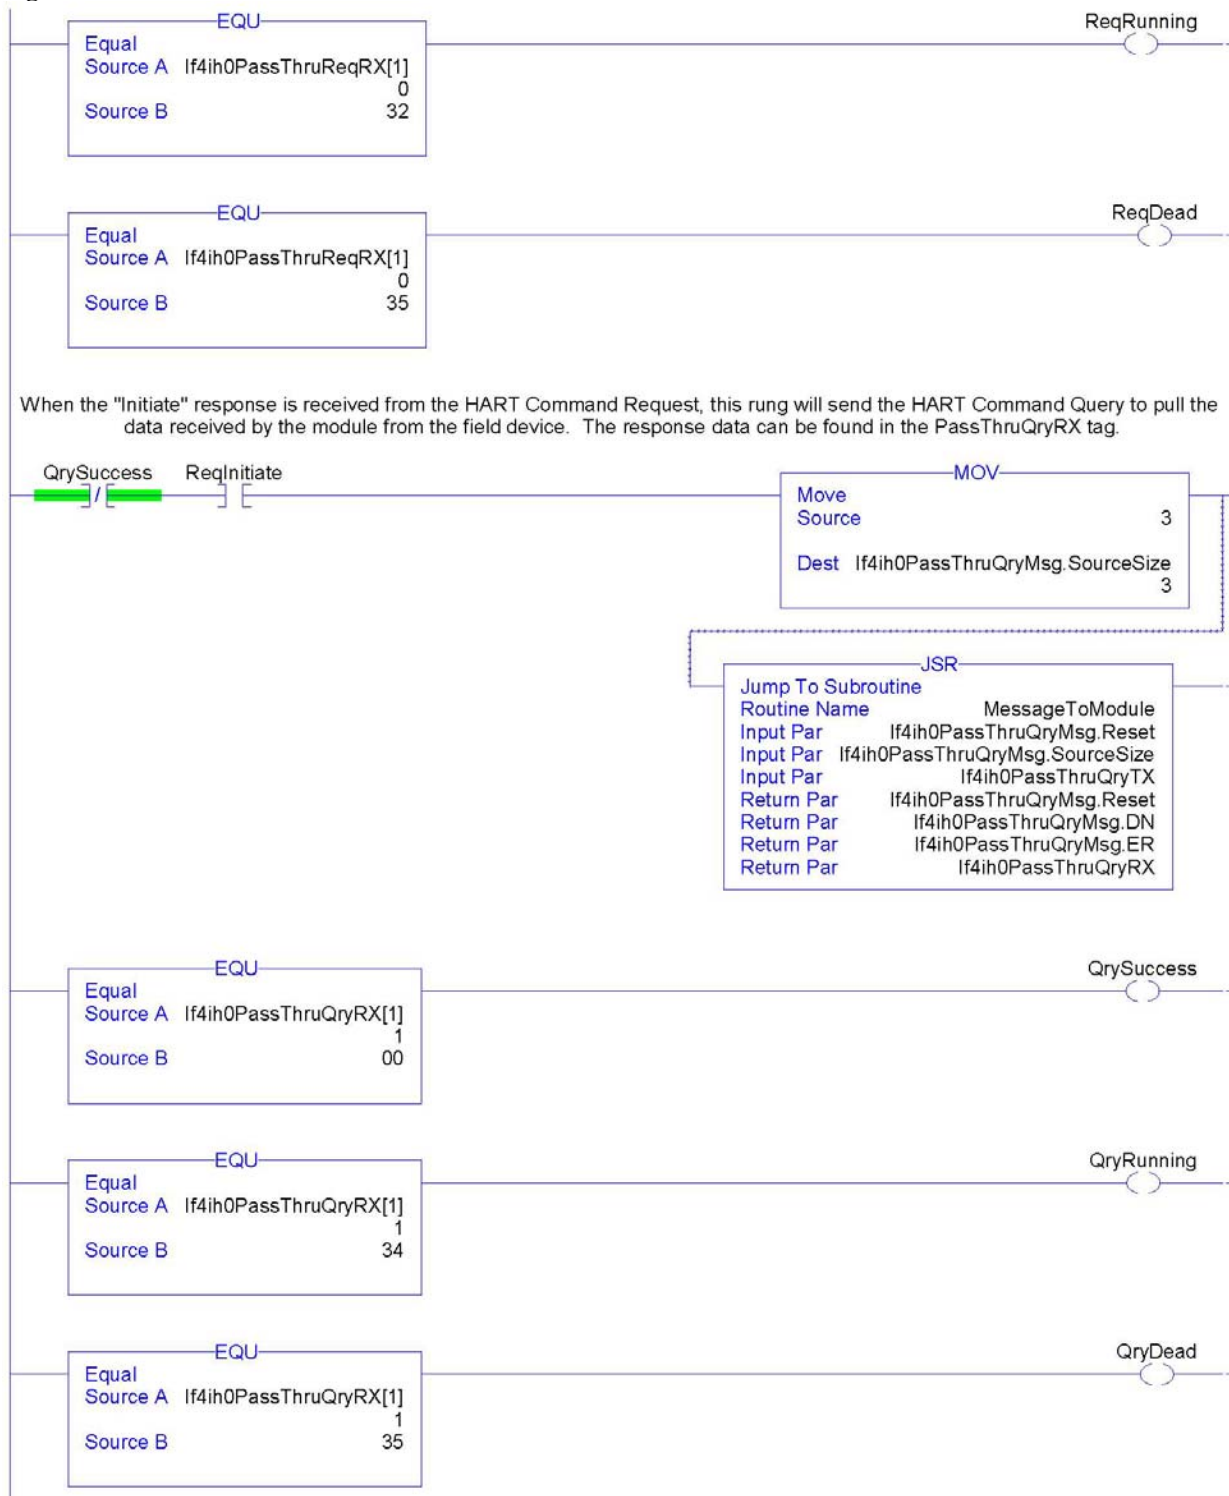 EQU
ReqRunning
Equal
Source A If4ih0PassThruReqRX[1]
0
Source B 32
EQU
ReqDead
Equal
Source A If4ih0PassThruReqRX[1]
0
Source B 35
When the "Initiate" response is received from the HART Command Request, this rung will send the HART Command Query to pull the
data received by the module from the field device. The response data can be found in the PassThruQryRX tag.
QrySuccess ReqInitiate
MOV
Move
Source 3
Dest If4ih0PassThruQryMsg.SourceSize
3
JSR
Jump To Subroutine
Routine Name MessageToModule
Input Par If4ih0PassThruQryMsg.Reset
Input Par If4ih0PassThruQryMsg.SourceSize
Input Par If4ih0PassThruQryTX
Return Par If4ih0PassThruQryMsg.Reset
Return Par If4ih0PassThruQryMsg.DN
Return Par If4ih0PassThruQryMsg.ER
Return Par If4ih0PassThruQryRX
EQU
QrySuccess
Equal
Source A If4ih0PassThruQryRX[1]
1
Source B 00
EQU
QryRunning
Equal
Source A If4ih0PassThruQryRX[1]
1
Source B 34
EQU
QryDead
Equal
Source A If4ih0PassThruQryRX[1]
1
Source B 35